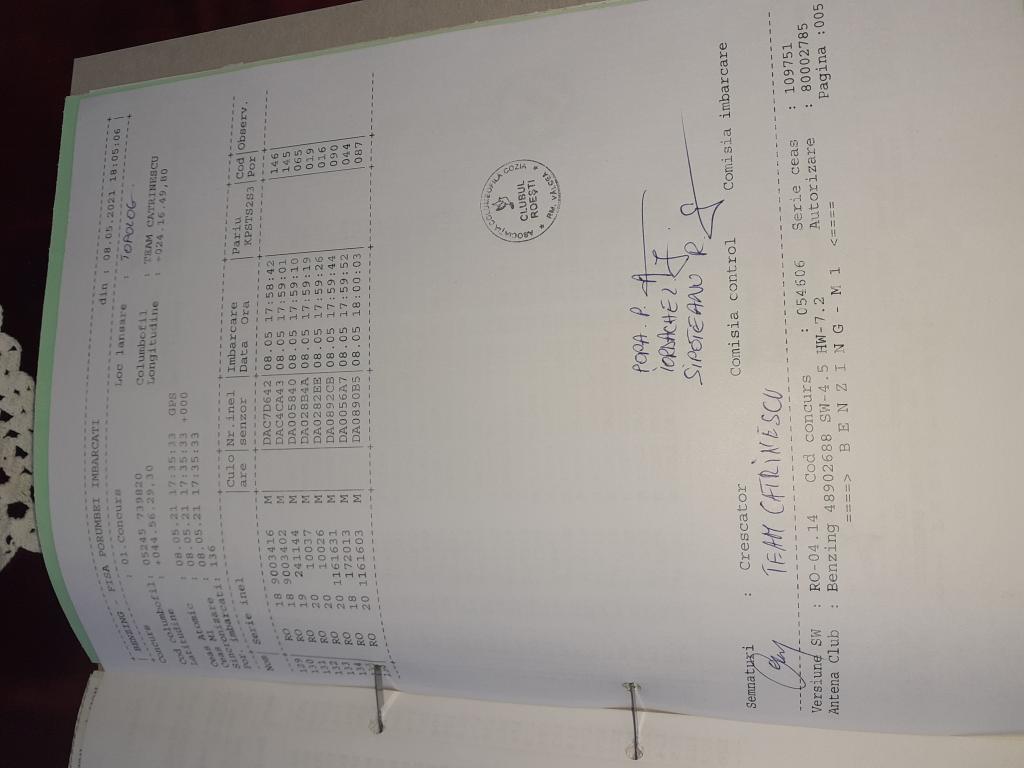 BENZING FISA PORUMBEI IMBARCATI din : 08.05.2021 18:05:06
Concurs : 01.Concurs Loc lansare : TOPOLOG
Cod columbofil: 05245 739820 Columbofil : TEAM CATRINESCU
Latitudine : +044.56.29,30 Longitudine : +024.16.49,80
Ceas Atomic : 08.05.21 17:35:33 GPS
Ceas Mizare : 08.05.21 17:35:33 +000
Sincronizare : 08.05.21 17:35:33
Por. Imbarcati: 136
Num Serie inel Culo Nr.inel Imbarcare Pariu Cod Observ.
are senzor Data Ora KPSTS2S3 Por
129 RO 18 9003416 M DAC7D642 08.05 17:58:42 146
130 RO 18 9003402 M DAC4CA43 08.05 17:59:01 145
131 RO 19 241144 M DA005840 08.05 17:59:10 065
132 RO 20 10037 M DA028B4A 08.05 17:59:19 019
133 RO 20 10026 M DA0282EE 08.05 17:59:26 016
134 RO 20 1161631 M DA0892CB 08.05 17:59:44 090
RO 18 172013 M DA0056A7 08.05 17:59:52 044
RO 20 1161603 M DA0890B5 08.05 18:00:03 087
CLUBUL
ROEȘTI
RM. VALCEA
POPA P.
IORDACHE L.
SIPOTEANU R
Semnaturi : Crescator Comisia control Comisia imbarcare
TEAM CATRINESCU
Versiune SW : RO-04.14 Cod concurs : 054606 Serie ceas : 109751
Antena Club : Benzing 48902688 SW-4.5 HW-7.2 Autorizare : 80002785
====> B E N Z I N G - M 1 <==== Pagina :005